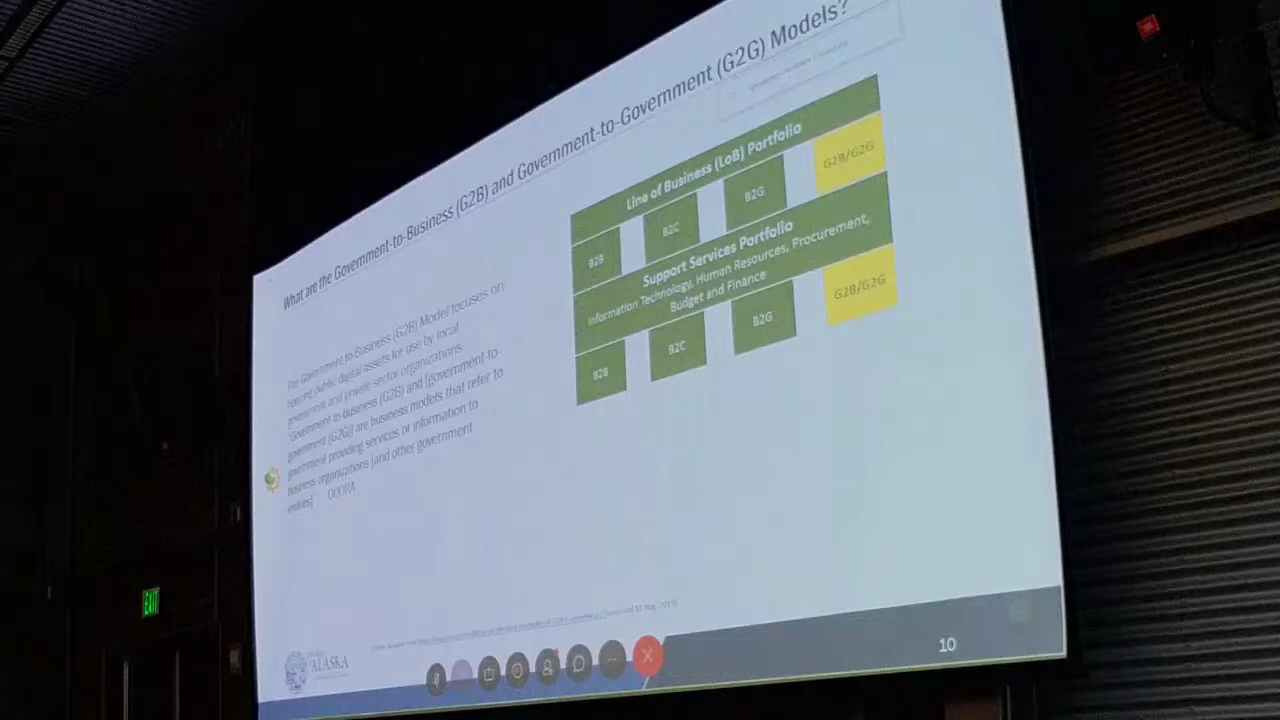 What are the Government-to-Business (G2B) and Government-to-Government (G2G) Models?
Line of Business (LoB) Portfolio
B2B
B2C
B2G
G2B/G2G
Support Services Portfolio
Information Technology, Human Resources, Procurement,
Budget and Finance
B2B
B2C
B2G
G2B/G2G
The Government-to-Business (G2B) Model focuses on
public digital assets for use by local
government and private sector organizations
"Government-to-business (G2B) and [government-to-
government (G2G)] are business models that refer to
government providing services or information to
business organizations [and other government
entities]
ALASKA
10
EXIT